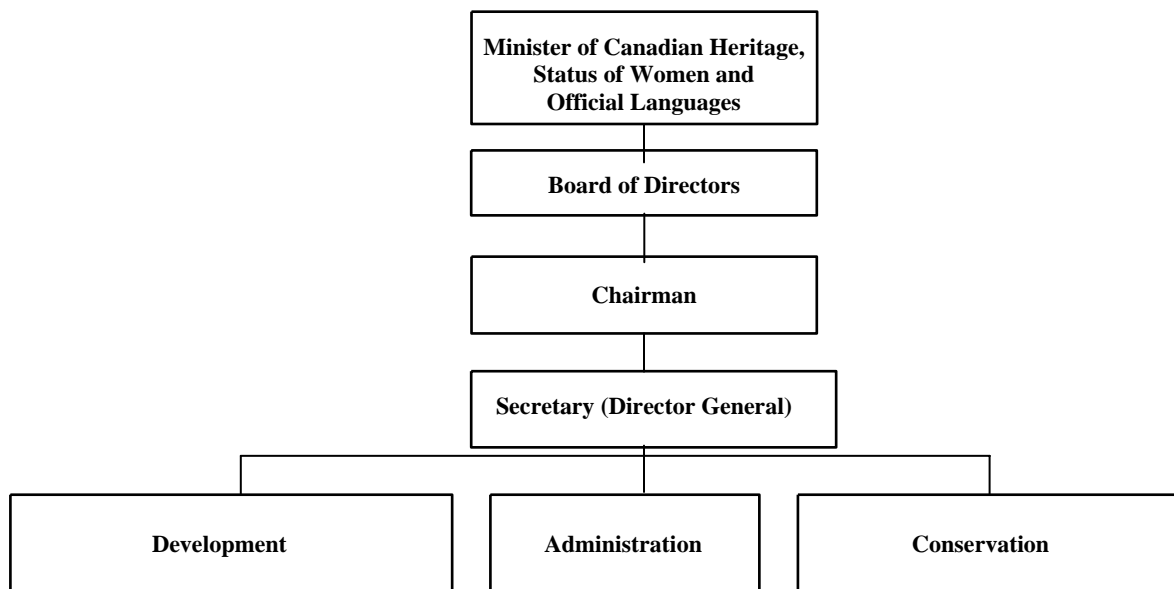 Minister of Canadian Heritage,
Status of Women and
Official Languages
Board of Directors
Chairman
Secretary (Director General)
Development
Administration
Conservation